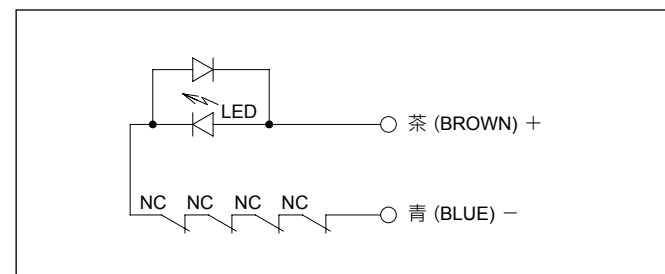 LED
茶 (BROWN) +
NC NC NC NC
青 (BLUE) −